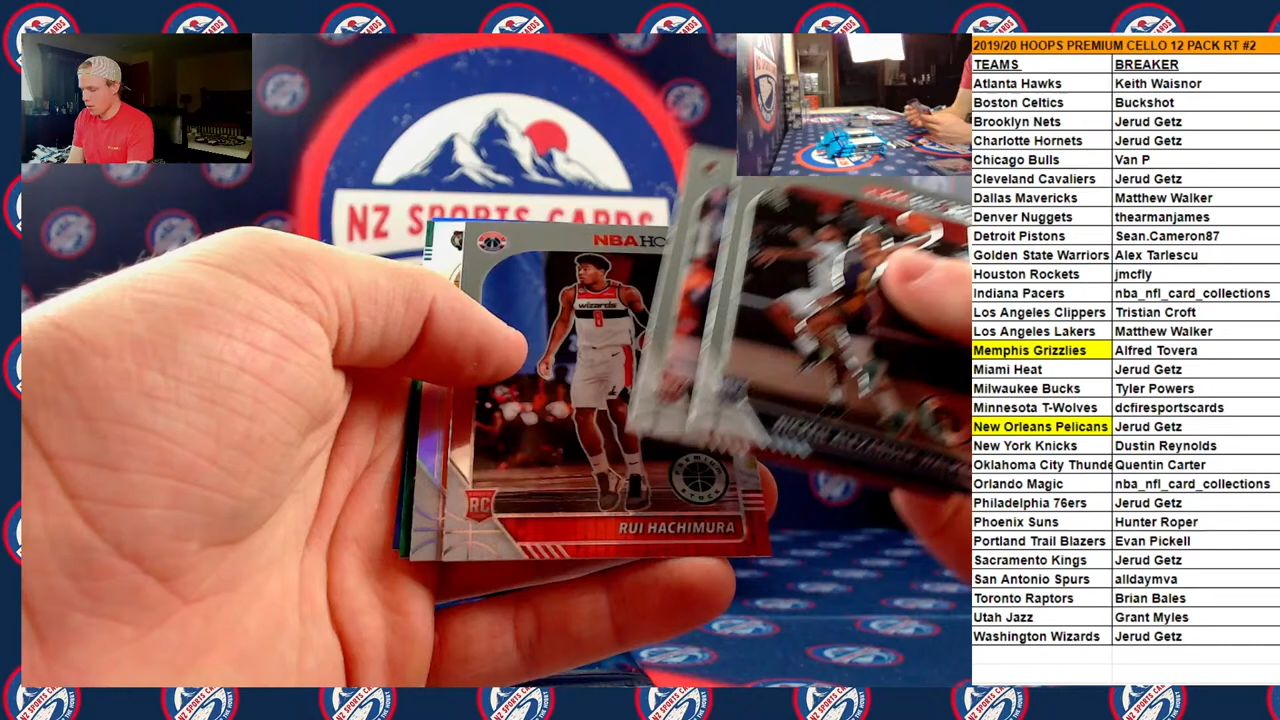 2019/20 HOOPS PREMIUM CELLO 12 PACK RT #2
TEAMS BREAKER
Atlanta Hawks Keith Waisnor
Boston Celtics Buckshot
Brooklyn Nets Jerud Getz
Charlotte Hornets Jerud Getz
Chicago Bulls Van P
Cleveland Cavaliers Jerud Getz
Dallas Mavericks Matthew Walker
Denver Nuggets thearmanjames
Detroit Pistons Sean.Cameron87
Golden State Warriors Alex Tarlescu
Houston Rockets jmcfly
Indiana Pacers nba_nfl_card_collections
Los Angeles Clippers Tristian Croft
Los Angeles Lakers Matthew Walker
Memphis Grizzlies Alfred Tovera
Miami Heat Jerud Getz
Milwaukee Bucks Tyler Powers
Minnesota T-Wolves dcfiresportscards
New Orleans Pelicans Jerud Getz
New York Knicks Dustin Reynolds
Oklahoma City Thunde Quentin Carter
Orlando Magic nba_nfl_card_collections
Philadelphia 76ers Jerud Getz
Phoenix Suns Hunter Roper
Portland Trail Blazers Evan Pickell
Sacramento Kings Jerud Getz
San Antonio Spurs alldaymva
Toronto Raptors Brian Bales
Utah Jazz Grant Myles
Washington Wizards Jerud Getz
NZ SPORTS CARDS
NBA HO
wizards
8
PREMIUM
STOCK
RC
RUI HACHIMURA